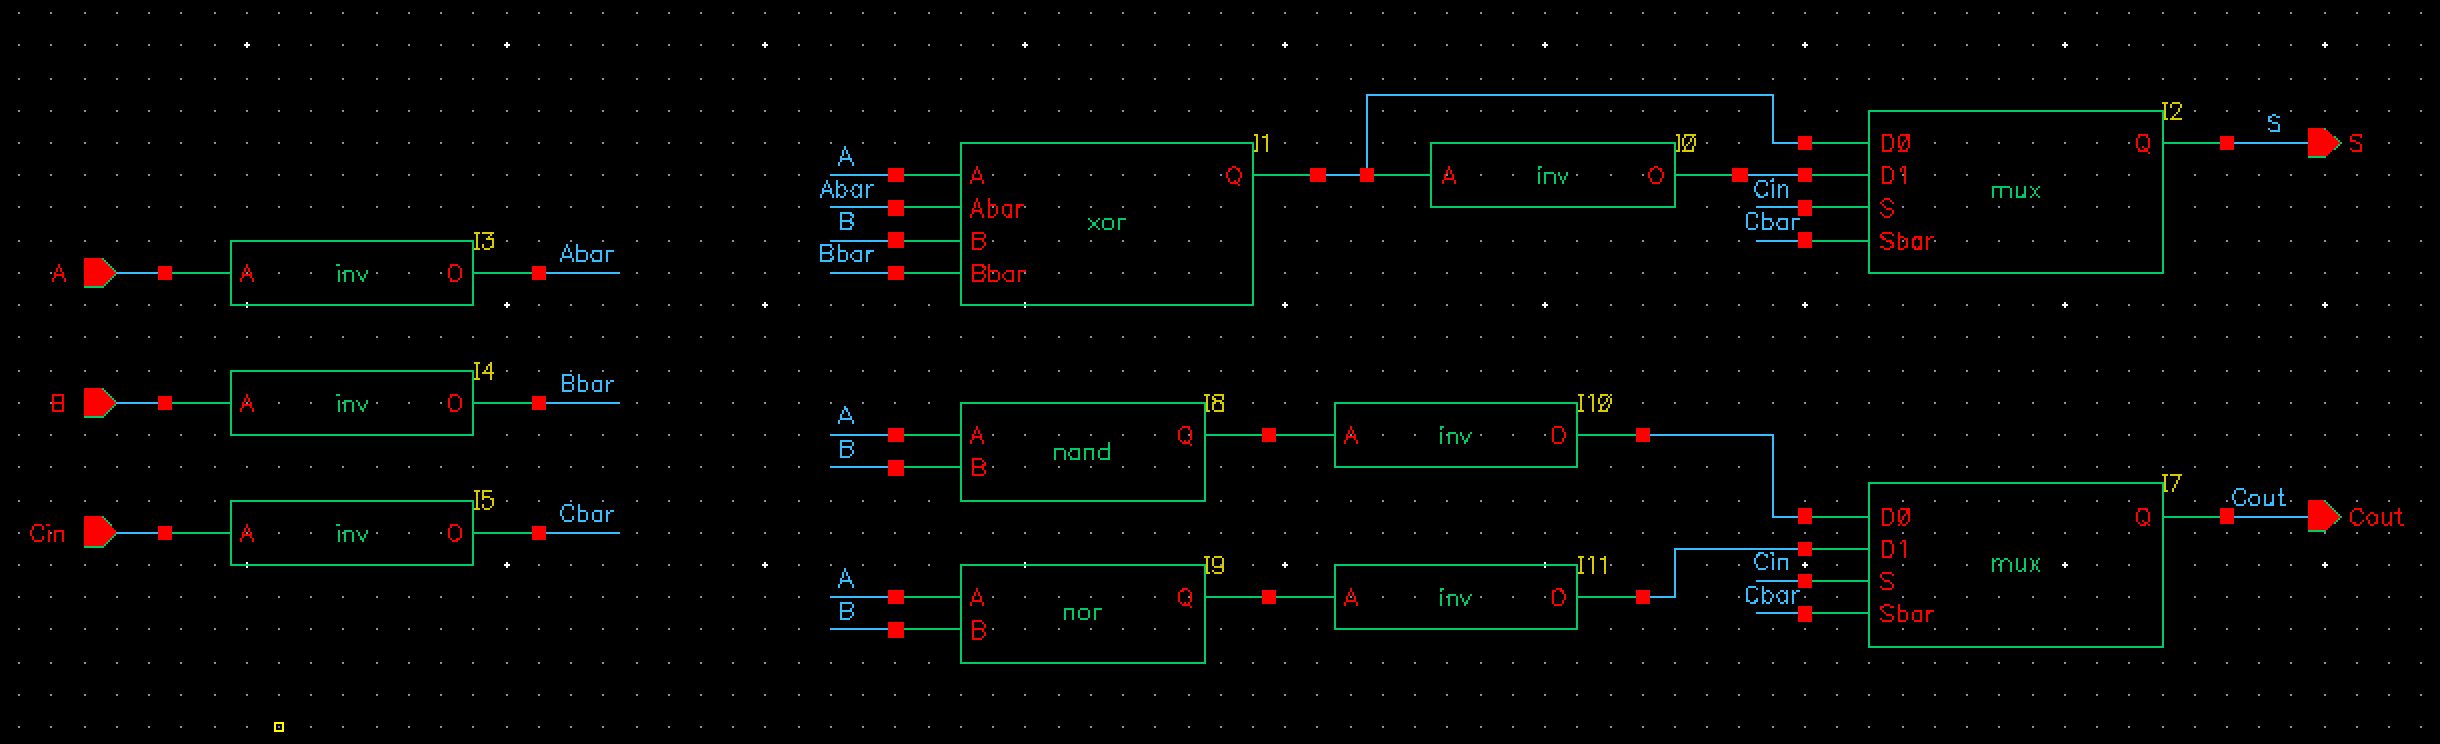 A
A inv O
I3
Abar
B
A inv O
I4
Bbar
Cin
A inv O
I5
Cbar
A
Abar
B
Bbar
A
Abar
B
Bbar
xor
Q
I1
A inv O
I0
Cin
Cbar
D0
D1
S
Sbar
mux
Q
I2
S
S
A
B
A
B
nand
Q
I8
A inv O
I10
A
B
A
B
nor
Q
I9
A inv O
I11
Cin
Cbar
D0
D1
S
Sbar
mux
Q
I7
Cout
Cout